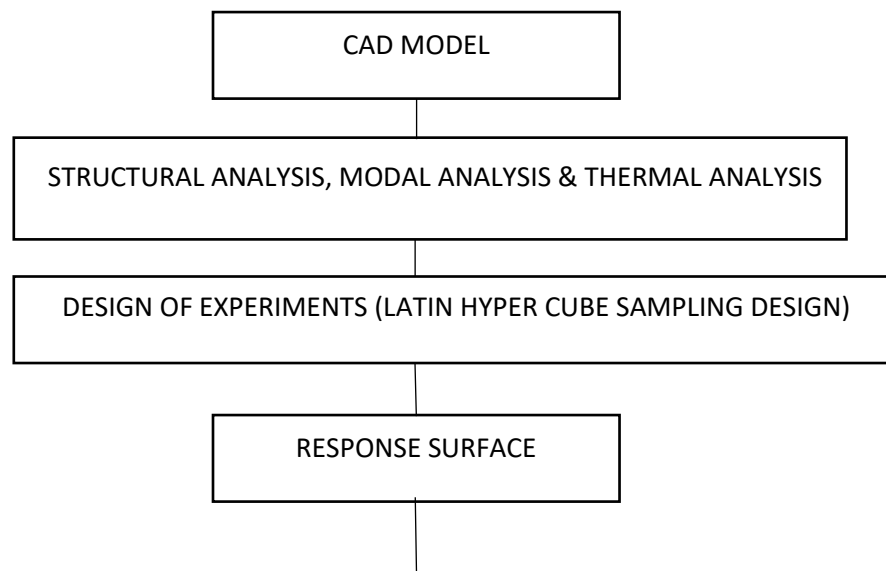 CAD MODEL
STRUCTURAL ANALYSIS, MODAL ANALYSIS & THERMAL ANALYSIS
DESIGN OF EXPERIMENTS (LATIN HYPER CUBE SAMPLING DESIGN)
RESPONSE SURFACE